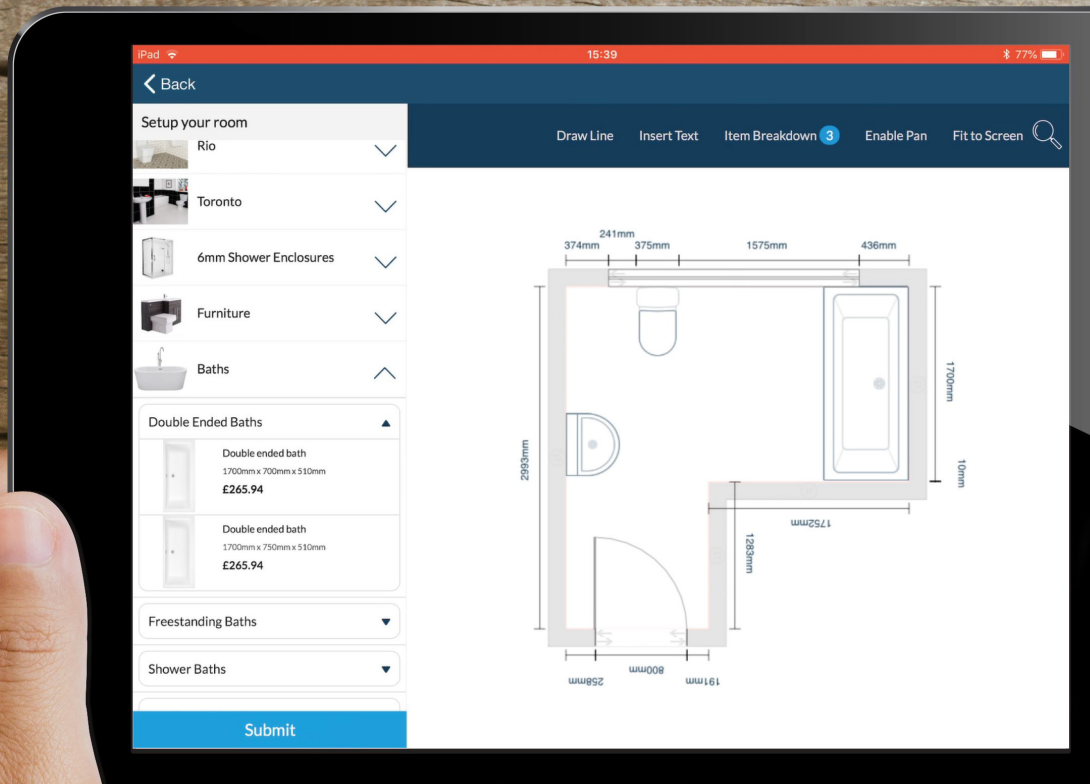 iPad
15:39
77%
Back
Setup your room
Draw Line
Insert Text
Item Breakdown 3
Enable Pan
Fit to Screen
Rio
Toronto
6mm Shower Enclosures
Furniture
Baths
Double Ended Baths
Double ended bath
1700mm x 700mm x 510mm
£265.94
Double ended bath
1700mm x 750mm x 510mm
£265.94
Freestanding Baths
Shower Baths
Submit
241mm
374mm
375mm
1575mm
436mm
1700mm
10mm
2993mm
1752mm
1283mm
258mm
800mm
191mm